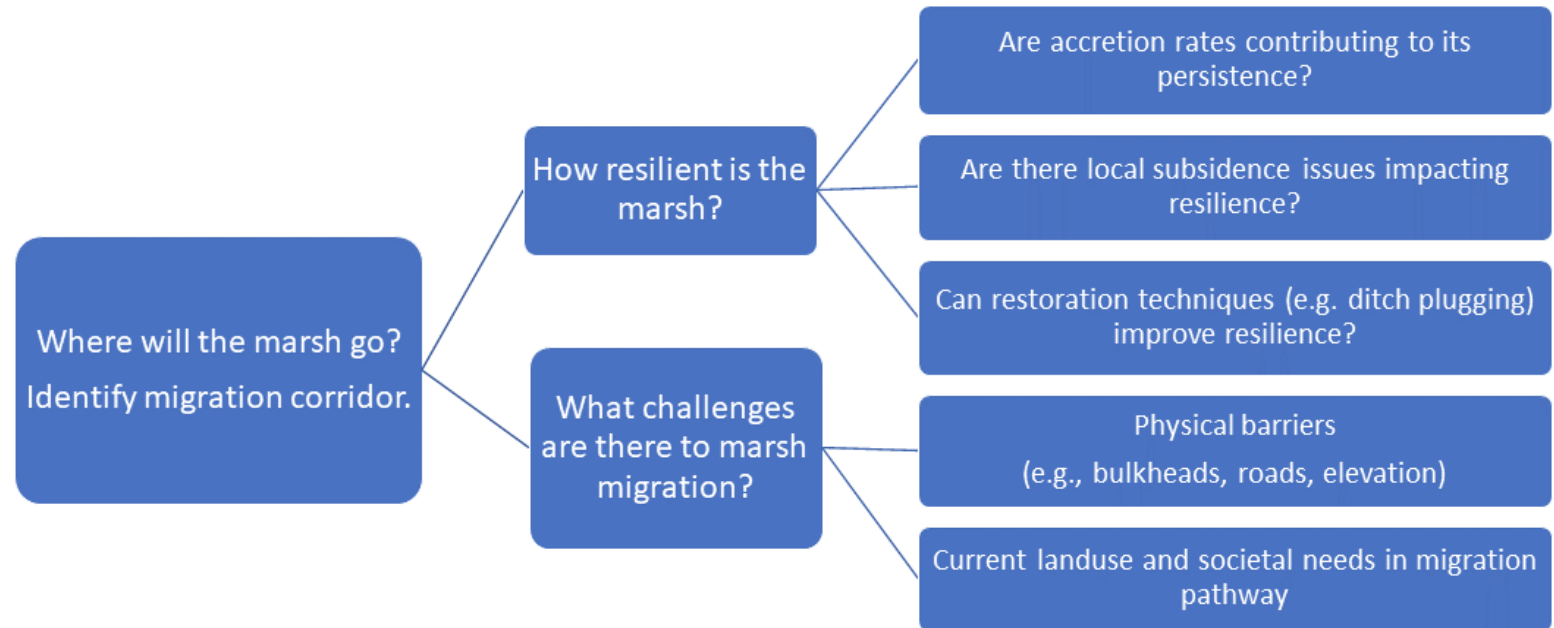 Where will the marsh go?
Identify migration corridor.
How resilient is the
marsh?
What challenges
are there to marsh
migration?
Are accretion rates contributing to its
persistence?
Are there local subsidence issues impacting
resilience?
Can restoration techniques (e.g. ditch plugging)
improve resilience?
Physical barriers
(e.g., bulkheads, roads, elevation)
Current landuse and societal needs in migration
pathway